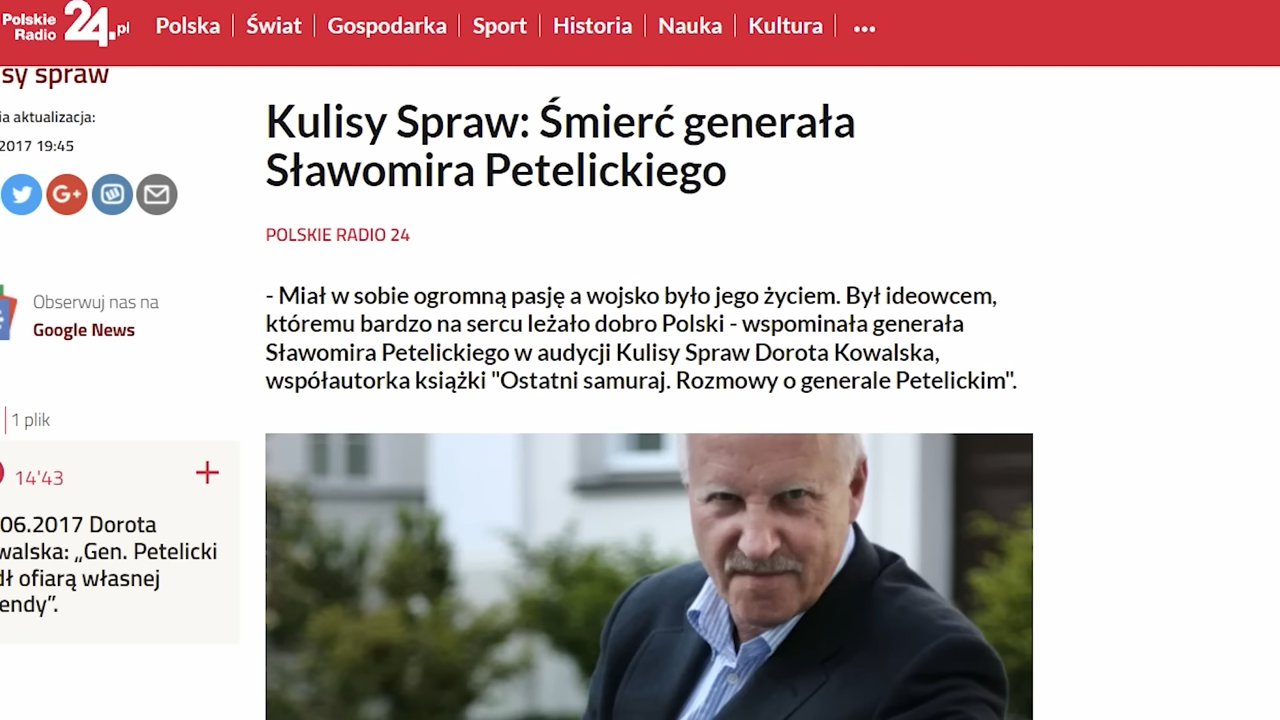 Polskie
Radio
24.pl
Polska
Świat
Gospodarka
Sport
Historia
Nauka
Kultura
...
sy spraw
ia aktualizacja:
2017 19:45
Kulisy Spraw: Śmierć generała
Sławomira Petelickiego
POLSKIE RADIO 24
- Miał w sobie ogromną pasję a wojsko było jego życiem. Był ideowcem,
któremu bardzo na sercu leżało dobro Polski - wspominała generała
Sławomira Petelickiego w audycji Kulisy Spraw Dorota Kowalska,
współautorka książki "Ostatni samuraj. Rozmowy o generale Petelickim".
G+
Obserwuj nas na
Google News
1 plik
14'43
+
06.2017 Dorota
walska: „Gen. Petelicki
dł ofiarą własnej
endy”.